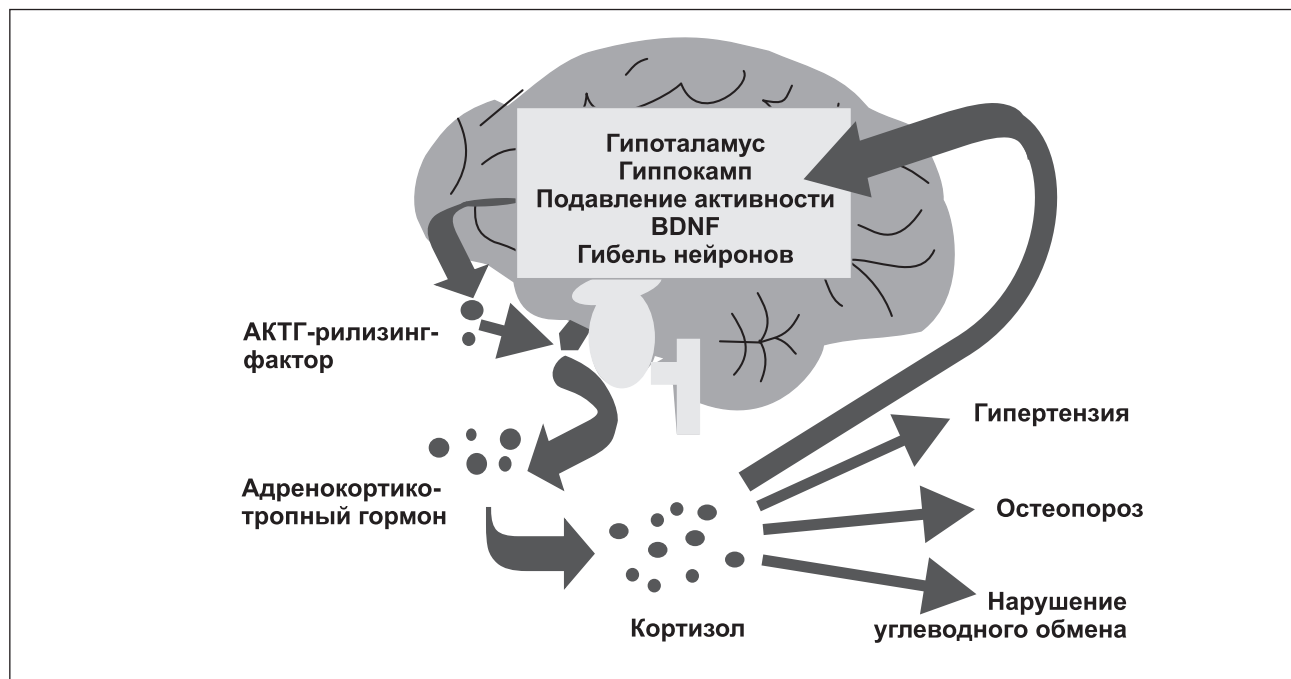 Гипоталамус
Гиппокамп
Подавление активности
BDNF
Гибель нейронов
АКТГ-рилизинг-
фактор
Адренокортико-
тропный гормон
Кортизол
Гипертензия
Остеопороз
Нарушение
углеводного обмена